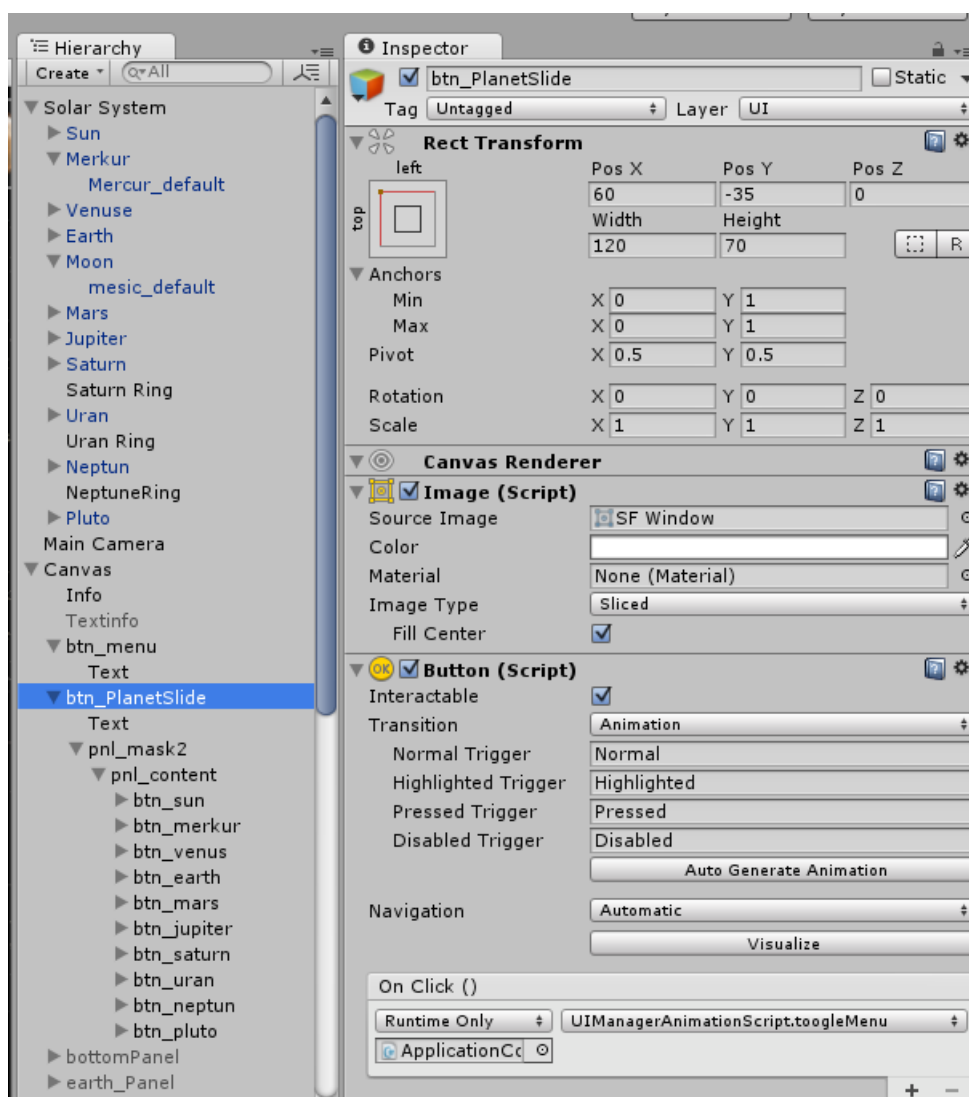 Hierarchy
Create
All
Solar System
Sun
Merkur
Mercur_default
Venuse
Earth
Moon
mesic_default
Mars
Jupiter
Saturn
Saturn Ring
Uran
Uran Ring
Neptun
NeptuneRing
Pluto
Main Camera
Canvas
Info
Textinfo
btn_menu
Text
btn_PlanetSlide
Text
pnl_mask2
pnl_content
btn_sun
btn_merkur
btn_venus
btn_earth
btn_mars
btn_jupiter
btn_saturn
btn_uran
btn_neptun
btn_pluto
bottomPanel
earth_Panel
Inspector
btn_PlanetSlide Static
Tag Untagged Layer UI
Rect Transform
left Pos X Pos Y Pos Z
60 -35 0
top Width Height
120 70 R
Anchors
Min X 0 Y 1
Max X 0 Y 1
Pivot X 0.5 Y 0.5
Rotation X 0 Y 0 Z 0
Scale X 1 Y 1 Z 1
Canvas Renderer
Image (Script)
Source Image SF Window
Color
Material None (Material)
Image Type Sliced
Fill Center
OK Button (Script)
Interactable
Transition Animation
Normal Trigger Normal
Highlighted Trigger Highlighted
Pressed Trigger Pressed
Disabled Trigger Disabled
Auto Generate Animation
Navigation Automatic
Visualize
On Click ()
Runtime Only UIManagerAnimationScript.toogleMenu
ApplicationCo
+ −